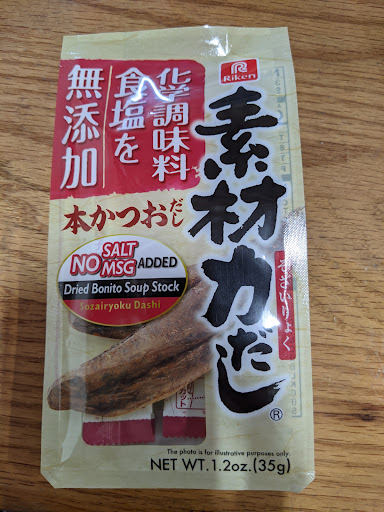 Riken
化学調味料
食塩を
無添加
素材力だし®
そざいりょく
本かつおだし
NO SALT MSG ADDED
Dried Bonito Soup Stock
Sozairyoku Dashi
The photo is for illustrative purposes only.
NET WT.1.2oz.(35g)